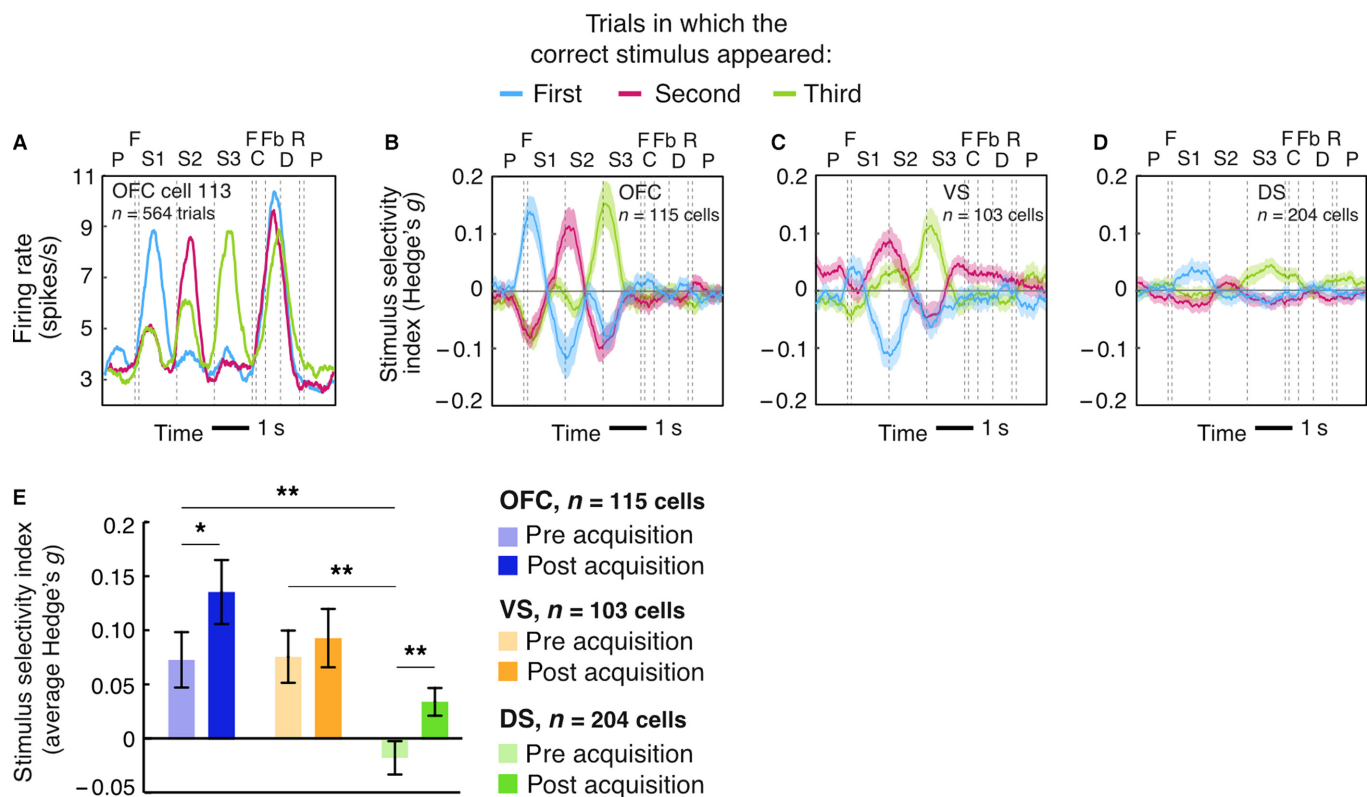 Trials in which the
correct stimulus appeared:
First Second Third
A
F F Fb R
P S1 S2 S3 C D P
OFC cell 113
n = 564 trials
11
9
7
5
3
Firing rate
(spikes/s)
Time 1 s
B
F F Fb R
P S1 S2 S3 C D P
OFC
n = 115 cells
0.2
0.1
0
–0.1
–0.2
Stimulus selectivity
index (Hedge's g)
Time 1 s
C
F F Fb R
P S1 S2 S3 C D P
VS
n = 103 cells
0.2
0.1
0
–0.1
–0.2
Time 1 s
D
F F Fb R
P S1 S2 S3 C D P
DS
n = 204 cells
0.2
0.1
0
–0.1
–0.2
Time 1 s
E
**
*
**
**
0.2
0.15
0.10
0.05
0
–0.05
Stimulus selectivity index
(average Hedge's g)
OFC, n = 115 cells
Pre acquisition
Post acquisition
VS, n = 103 cells
Pre acquisition
Post acquisition
DS, n = 204 cells
Pre acquisition
Post acquisition